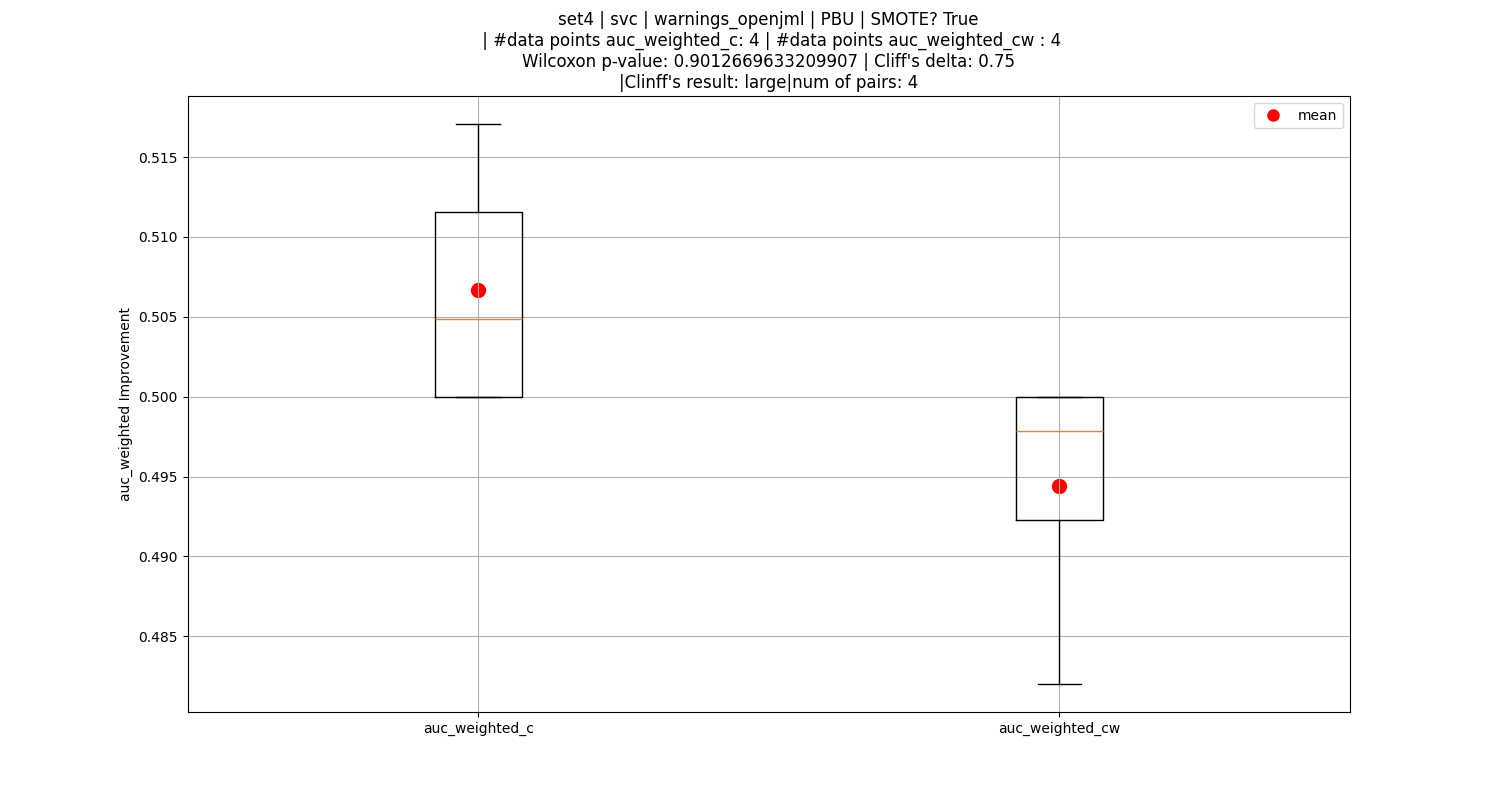 set4 | svc | warnings_openjml | PBU | SMOTE? True
| #data points auc_weighted_c: 4 | #data points auc_weighted_cw : 4
Wilcoxon p-value: 0.9012669633209907 | Cliff's delta: 0.75
|Clinff's result: large|num of pairs: 4
mean
0.515
0.510
0.505
0.500
0.495
0.490
0.485
auc_weighted Improvement
auc_weighted_c
auc_weighted_cw